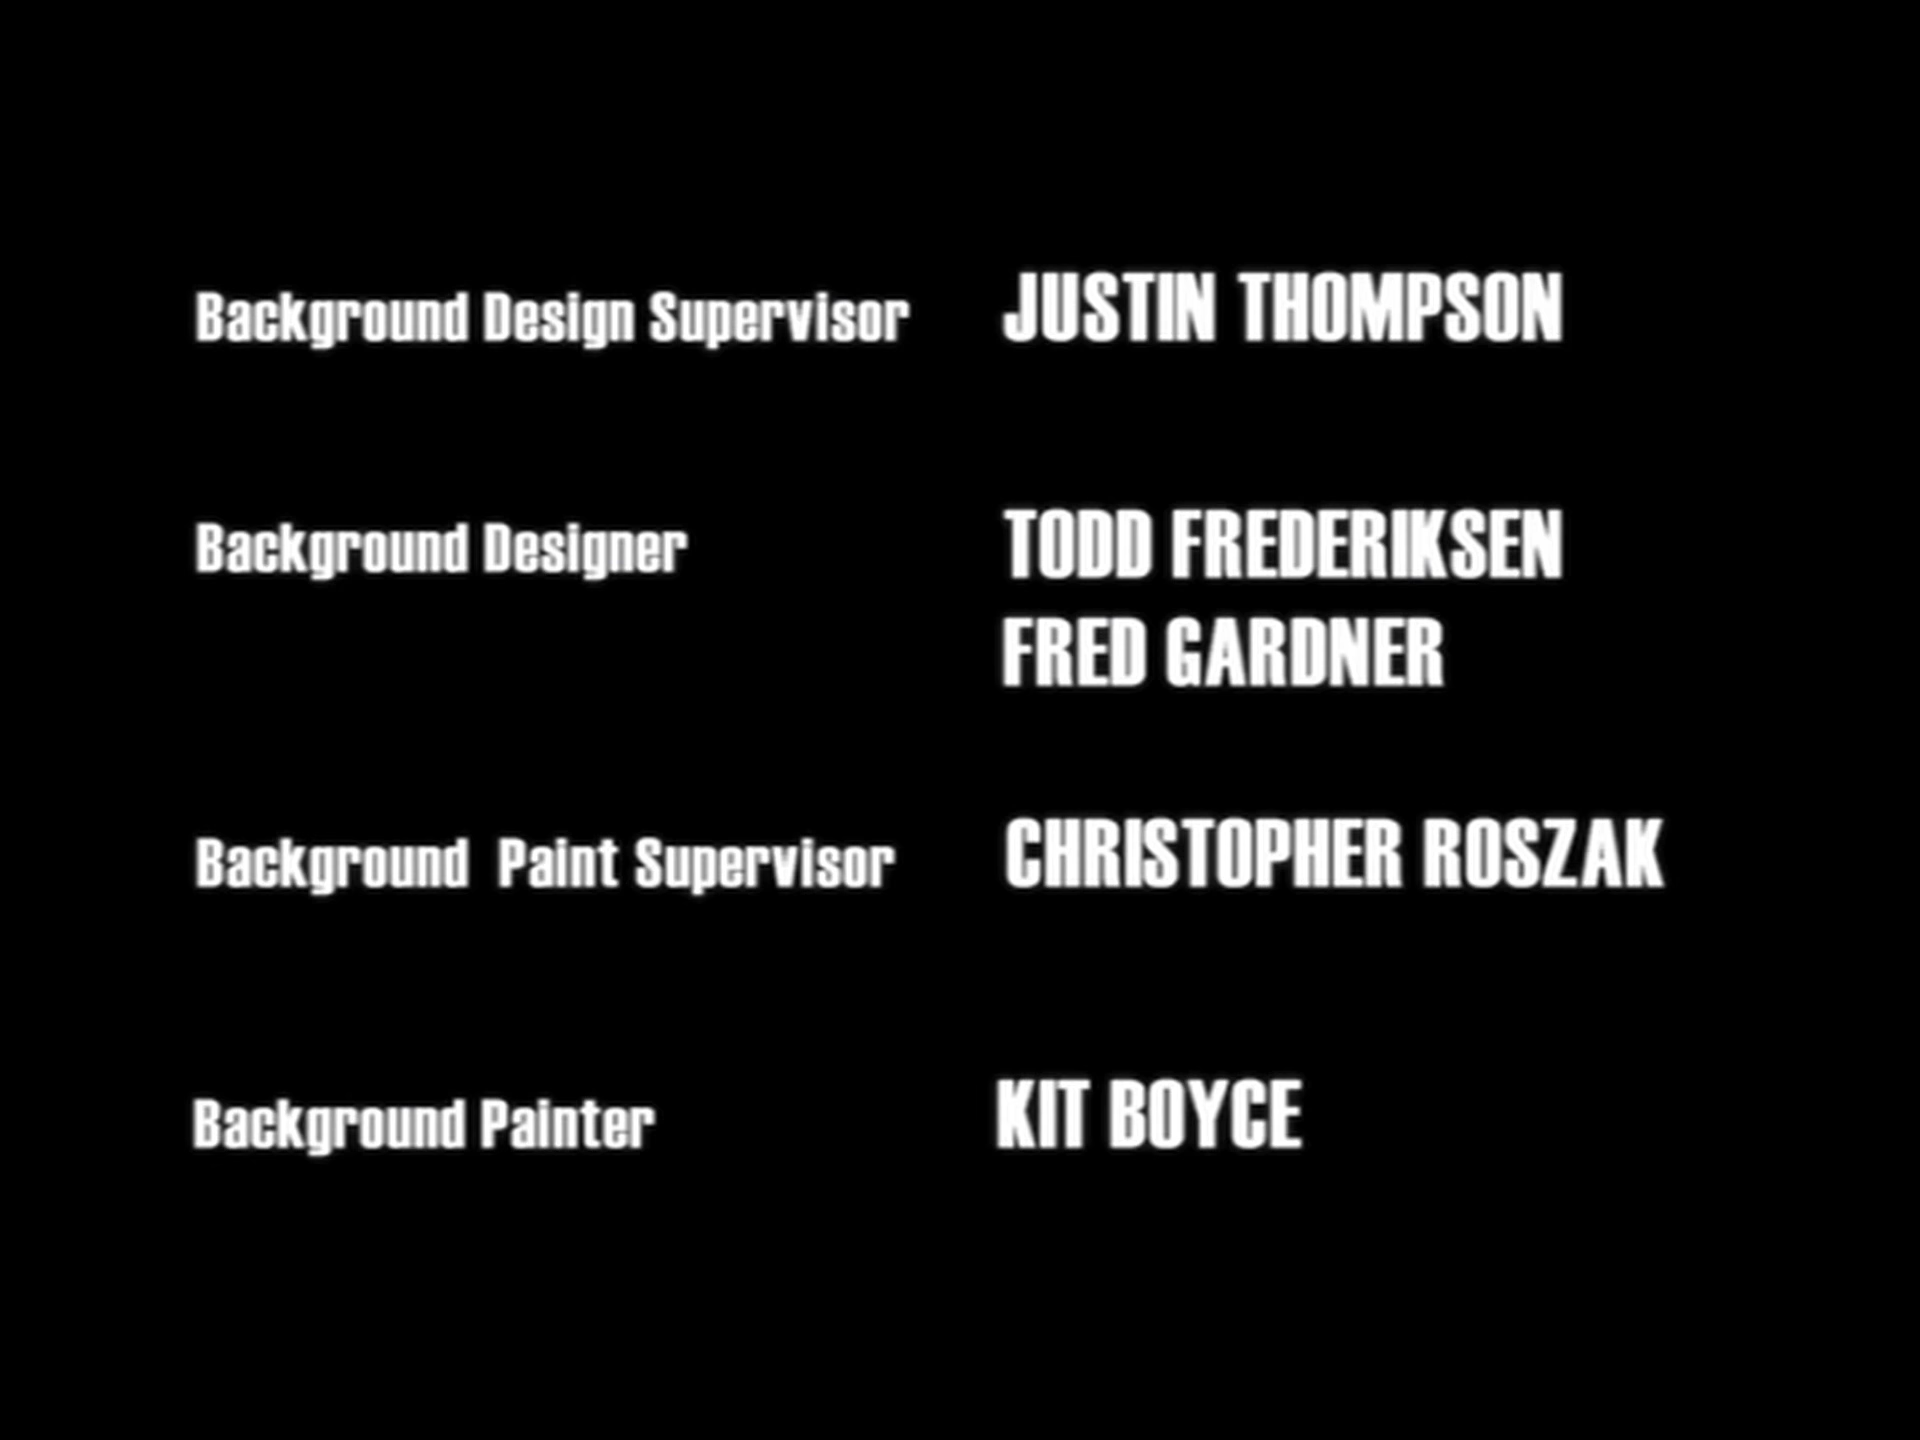 Background Design Supervisor JUSTIN THOMPSON
Background Designer TODD FREDERIKSEN
FRED GARDNER
Background Paint Supervisor CHRISTOPHER ROSZAK
Background Painter KIT BOYCE